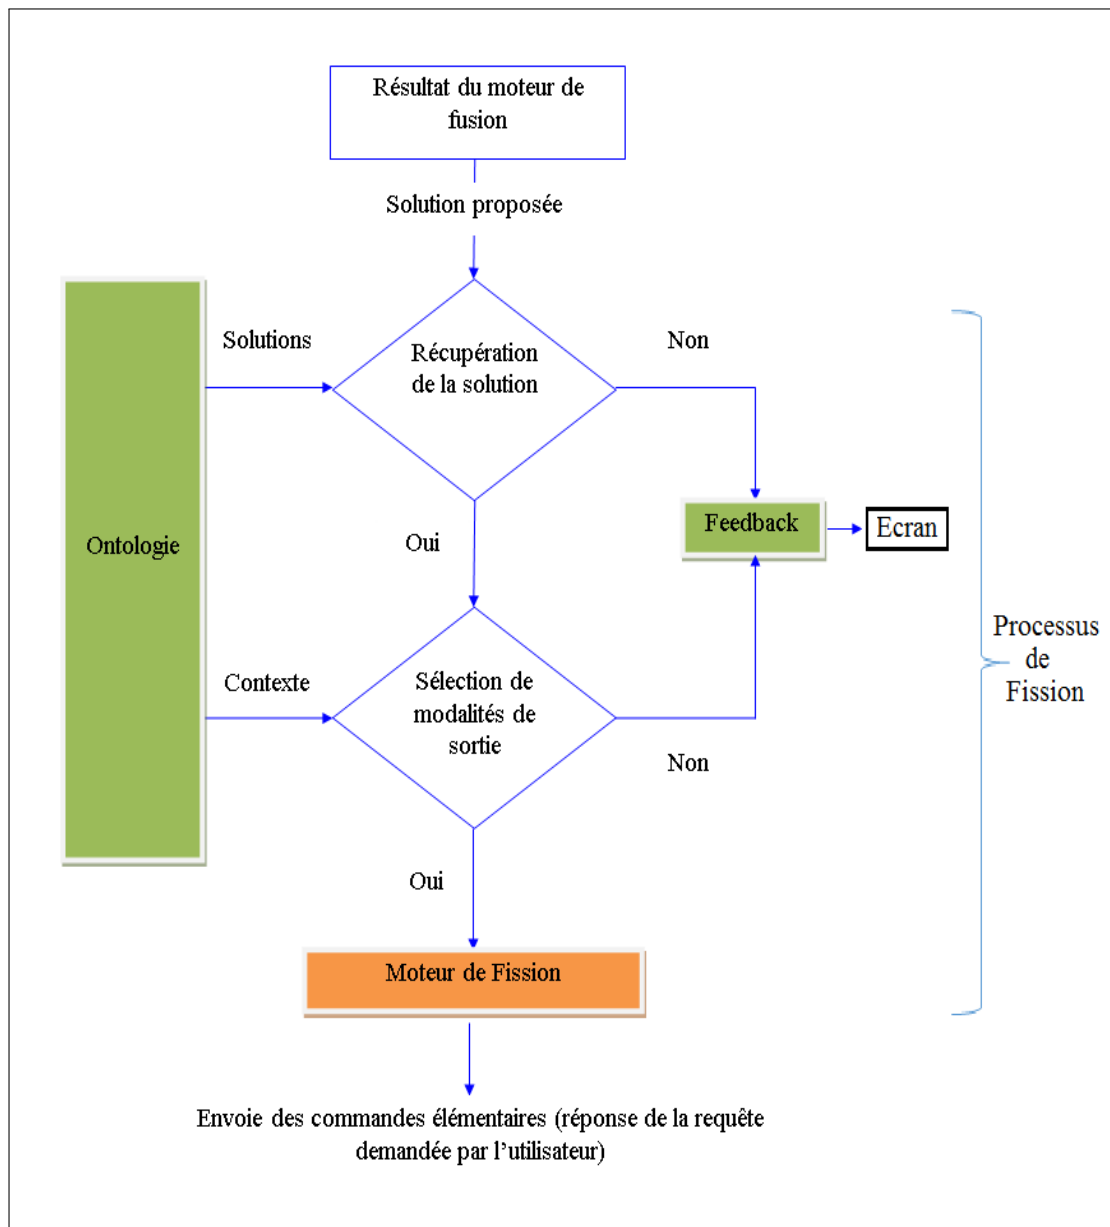 Résultat du moteur de
fusion
Solution proposée
Solutions
Récupération
de la solution
Non
Ontologie
Oui
Feedback
Ecran
Processus
de
Fission
Contexte
Sélection de
modalités de
sortie
Non
Oui
Moteur de Fission
Envoie des commandes élémentaires (réponse de la requête
demandée par l’utilisateur)